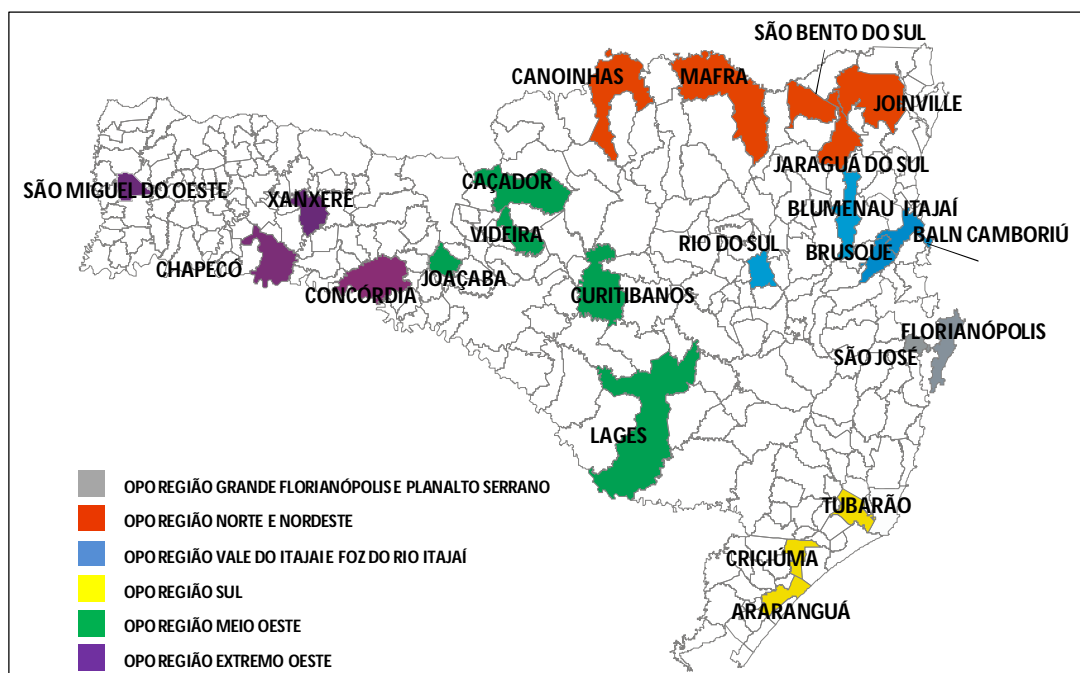 SÃO BENTO DO SUL
CANOINHAS
MAFRA
JOINVILLE
JARAGUÁ DO SUL
CAÇADOR
SÃO MIGUEL DO OESTE
XANXERÊ
BLUMENAU
ITAJAÍ
VIDEIRA
RIO DO SUL
BRUSQUE
BALN CAMBORIÚ
CHAPECÓ
JOAÇABA
CONCÓRDIA
CURITIBANOS
FLORIANÓPOLIS
SÃO JOSÉ
LAGES
TUBARÃO
CRICIÚMA
ARARANGUÁ
OPO REGIÃO GRANDE FLORIANÓPOLIS E PLANALTO SERRANO
OPO REGIÃO NORTE E NORDESTE
OPO REGIÃO VALE DO ITAJAI E FOZ DO RIO ITAJAÍ
OPO REGIÃO SUL
OPO REGIÃO MEIO OESTE
OPO REGIÃO EXTREMO OESTE